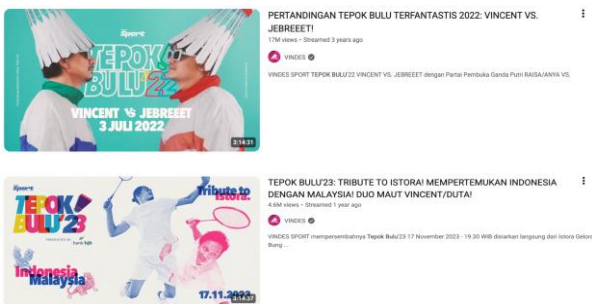 Sport
TEPOK
BULU'22
VINCENT VS JEBREEET
3 JULI 2022
3:14:31
PERTANDINGAN TEPOK BULU TERFANTASTIS 2022: VINCENT VS.
JEBREEET!
17M views • Streamed 3 years ago
VINDES
VINDES SPORT TEPOK BULU'22 VINCENT VS. JEBREEET dengan Partai Pembuka Ganda Putri RAISA/ANYA VS.
Sport
TEPOK
BULU'23
bank bjb
Tribute to
Istora.
Indonesia
Malaysia
17.11.2023
3:14:37
TEPOK BULU'23: TRIBUTE TO ISTORA! MEMPERTEMUKAN INDONESIA
DENGAN MALAYSIA! DUO MAUT VINCENT/DUTA!
4.6M views • Streamed 1 year ago
VINDES
VINDES SPORT mempersembahnya Tepok Bulu'23 17 November 2023 - 19.30 WIB disiarkan langsung dari Istora Gelora
Bung ...